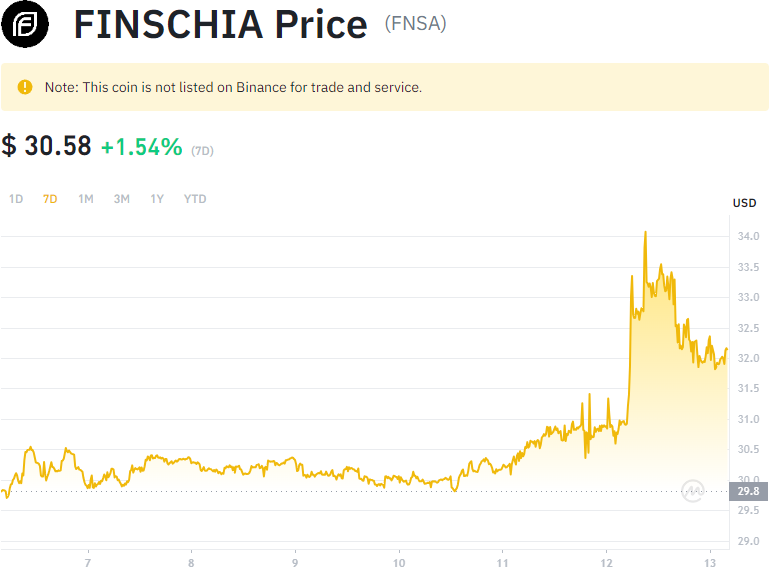 FINSCHIA Price (FNSA)
Note: This coin is not listed on Binance for trade and service.
$ 30.58 +1.54% (7D)
1D 7D 1M 3M 1Y YTD
USD
34.0
33.5
33.0
32.5
32.0
31.5
31.0
30.5
30.0
29.8
29.5
29.0
7 8 9 10 11 12 13